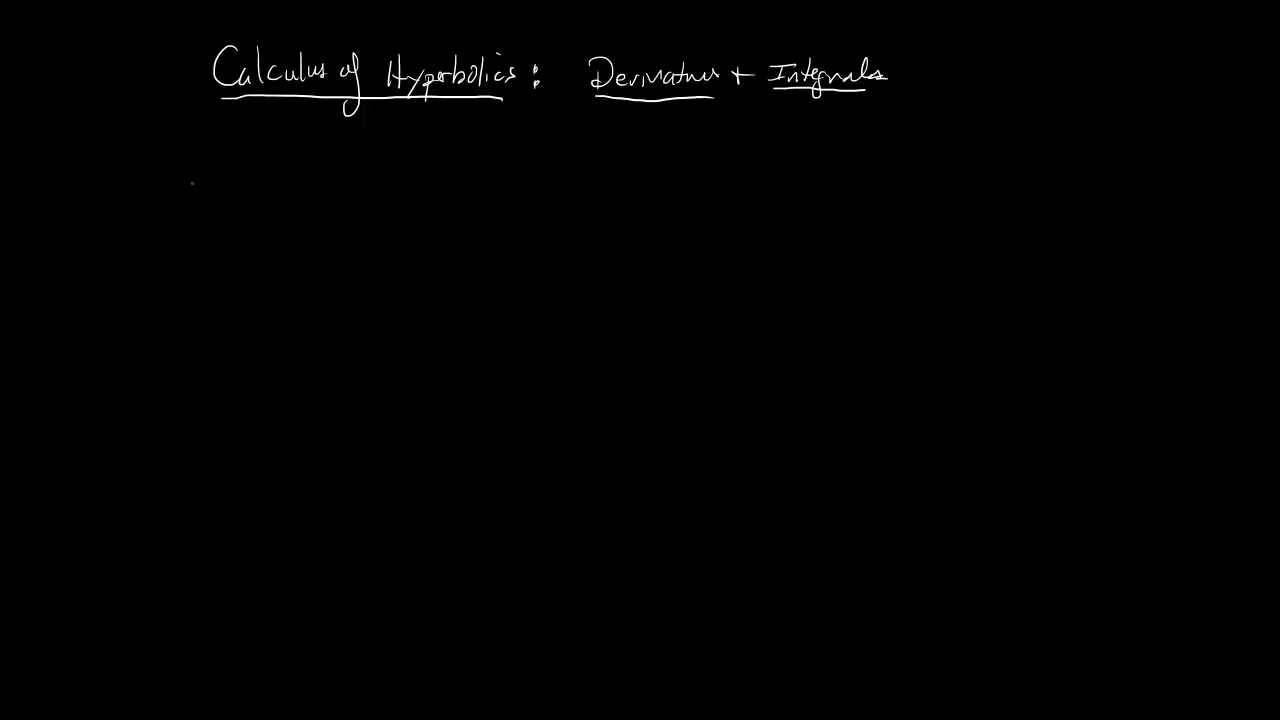 Calculus of Hyperbolics: Derivatives + Integrals